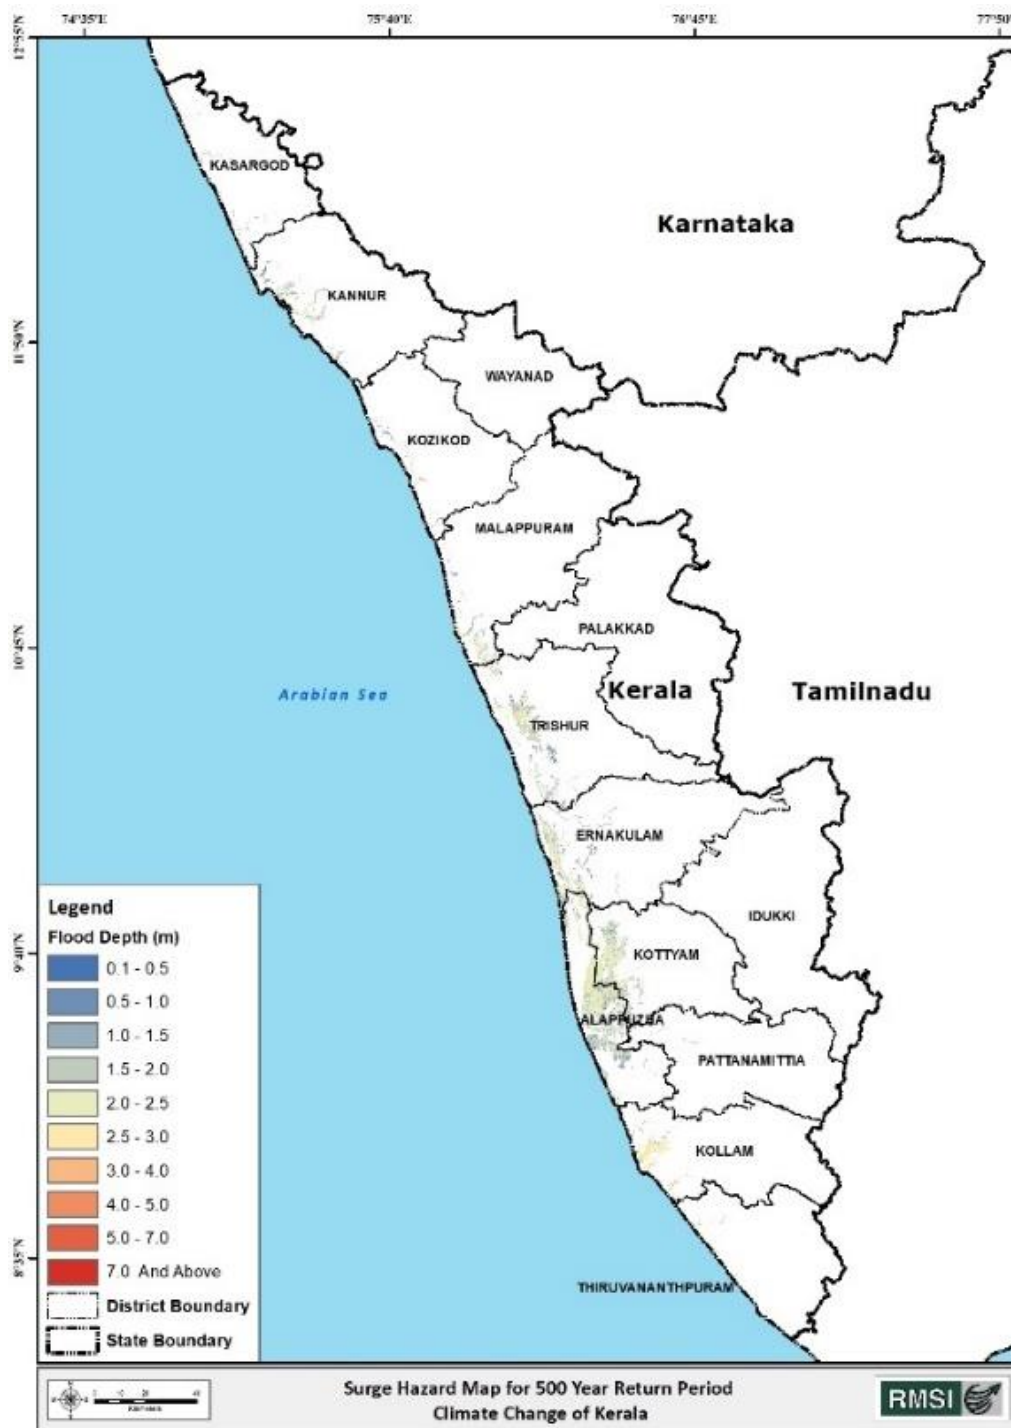 74°35'E 75°40'E 76°45'E 77°50'E
12°55'N
KASARGOD
Karnataka
KANNUR
11°50'N
WAYANAD
KOZIKOD
MALAPPURAM
PALAKKAD
10°45'N
Arabian Sea
Kerala
Tamilnadu
TRISHUR
ERNAKULAM
IDUKKI
KOTTYAM
9°40'N
ALAPPUZHA
PATTANAMITTIA
KOLLAM
8°35'N
THIRUVANANTHPURAM
Legend
Flood Depth (m)
0.1 - 0.5
0.5 - 1.0
1.0 - 1.5
1.5 - 2.0
2.0 - 2.5
2.5 - 3.0
3.0 - 4.0
4.0 - 5.0
5.0 - 7.0
7.0 And Above
District Boundary
State Boundary
0 10 20 40
Kilometers
Surge Hazard Map for 500 Year Return Period
Climate Change of Kerala
RMSI